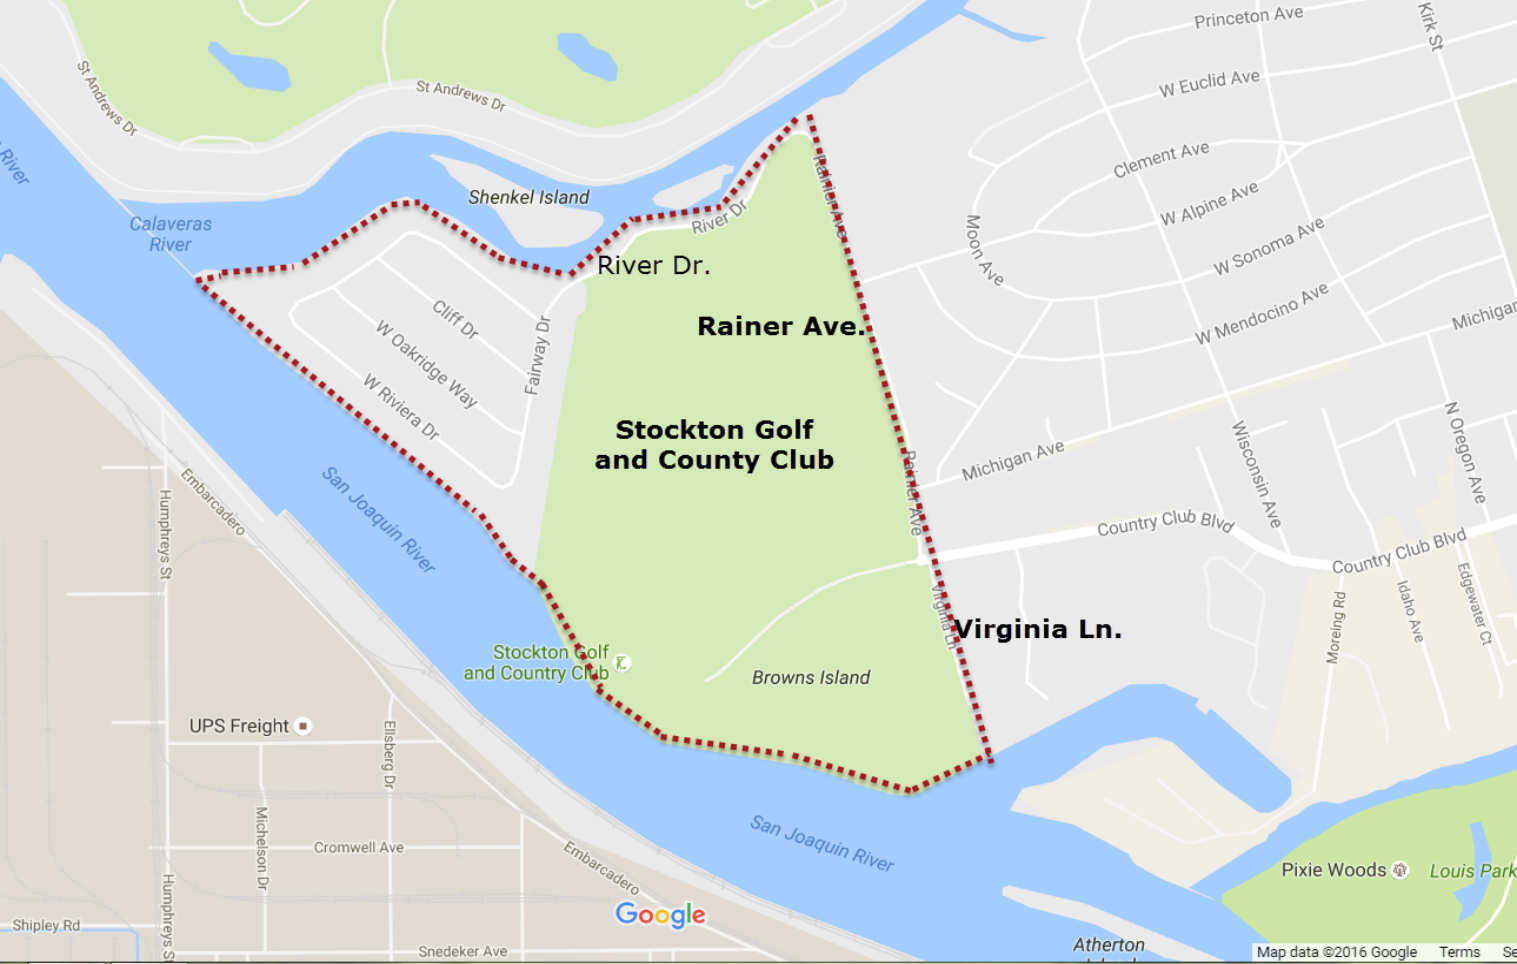 Princeton Ave
Kirk St
St Andrews Dr
St Andrews Dr
W Euclid Ave
River
Clement Ave
Shenkel Island
Rainier Ave
W Alpine Ave
Calaveras
River
River Dr
Moon Ave
W Sonoma Ave
River Dr.
W Mendocino Ave
Michigan
Cliff Dr
Rainer Ave.
W Oakridge Way
Fairway Dr
W Riviera Dr
Stockton Golf
and County Club
Rainier Ave
Michigan Ave
Wisconsin Ave
N Oregon Ave
Embarcadero
Humphreys St
San Joaquin River
Country Club Blvd
Country Club Blvd
Virginia Ln
Virginia Ln.
Moreing Rd
Idaho Ave
Edgewater Ct
Stockton Golf
and Country Club
Browns Island
UPS Freight
Ellsberg Dr
Michelson Dr
Cromwell Ave
San Joaquin River
Embarcadero
Pixie Woods
Louis Park
Humphreys St
Shipley Rd
Google
Snedeker Ave
Atherton
Map data ©2016 Google
Terms